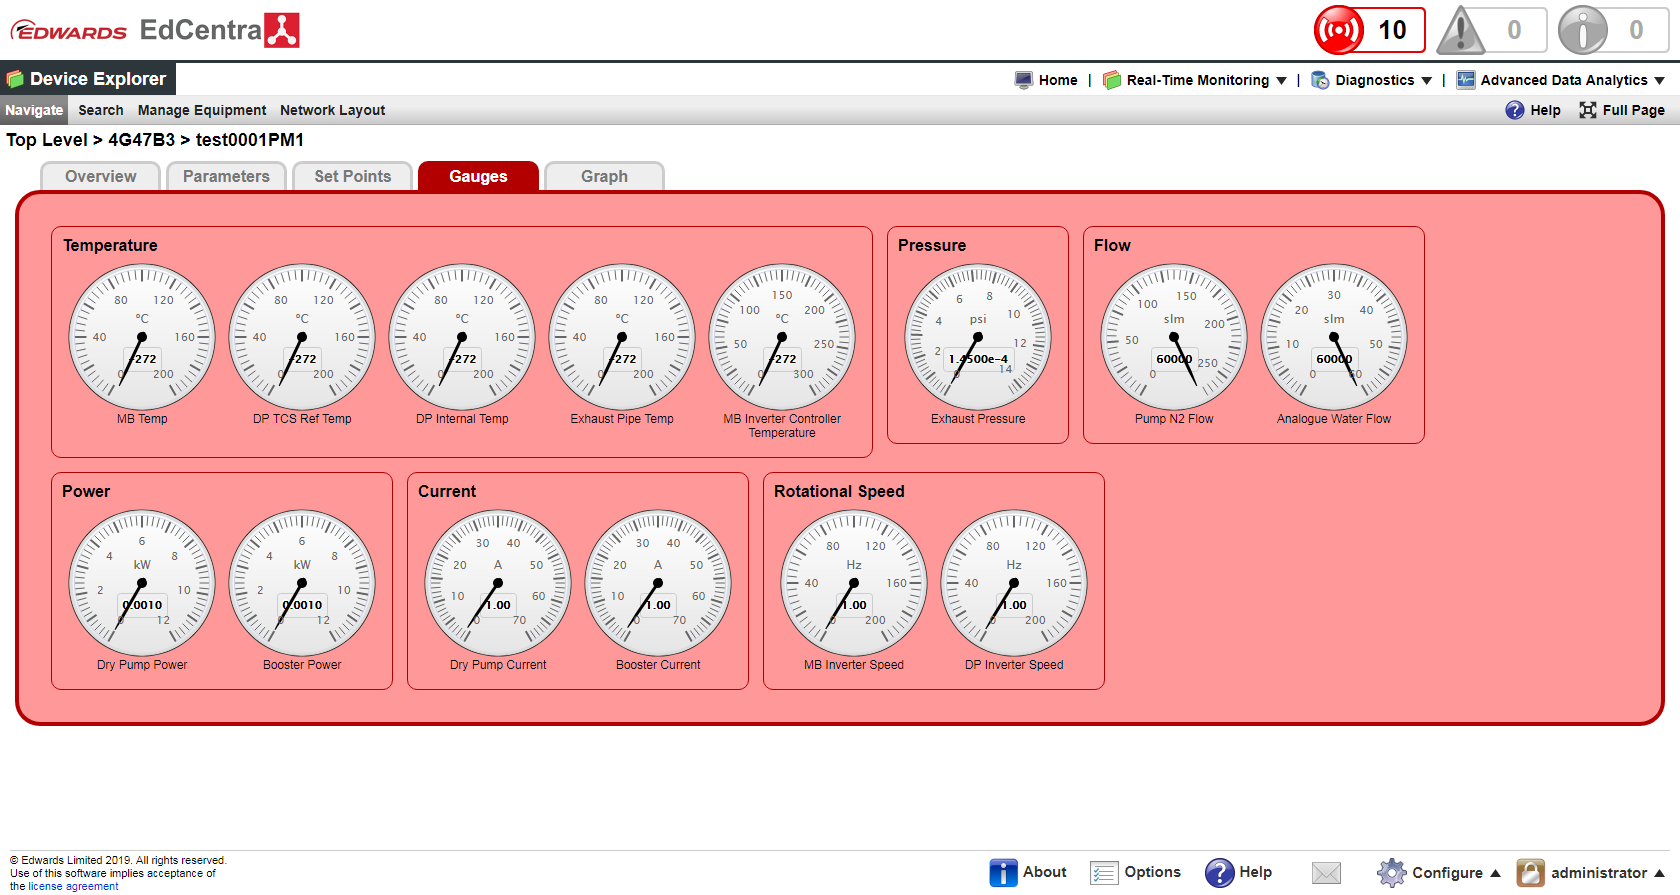 EDWARDS EdCentra
10 0 0
Device Explorer
Home | Real-Time Monitoring ▼ | Diagnostics ▼ | Advanced Data Analytics ▼
Navigate Search Manage Equipment Network Layout
Help Full Page
Top Level > 4G47B3 > test0001PM1
Overview Parameters Set Points Gauges Graph
Temperature
0 40 80 120 160 200 °C -272
MB Temp
0 40 80 120 160 200 °C -272
DP TCS Ref Temp
0 40 80 120 160 200 °C -272
DP Internal Temp
0 40 80 120 160 200 °C -272
Exhaust Pipe Temp
0 50 100 150 200 250 300 °C -272
MB Inverter Controller
Temperature
Pressure
0 2 4 6 8 10 12 14 psi 1.4500e-4
Exhaust Pressure
Flow
0 50 100 150 200 250 slm 60000
Pump N2 Flow
0 10 20 30 40 50 60 slm 60000
Analogue Water Flow
Power
0 2 4 6 8 10 12 kW 0.0010
Dry Pump Power
0 2 4 6 8 10 12 kW 0.0010
Booster Power
Current
0 10 20 30 40 50 60 70 A 1.00
Dry Pump Current
0 10 20 30 40 50 60 70 A 1.00
Booster Current
Rotational Speed
0 40 80 120 160 200 Hz 1.00
MB Inverter Speed
0 40 80 120 160 200 Hz 1.00
DP Inverter Speed
© Edwards Limited 2019. All rights reserved.
Use of this software implies acceptance of
the license agreement
About Options Help Configure ▲ administrator ▲